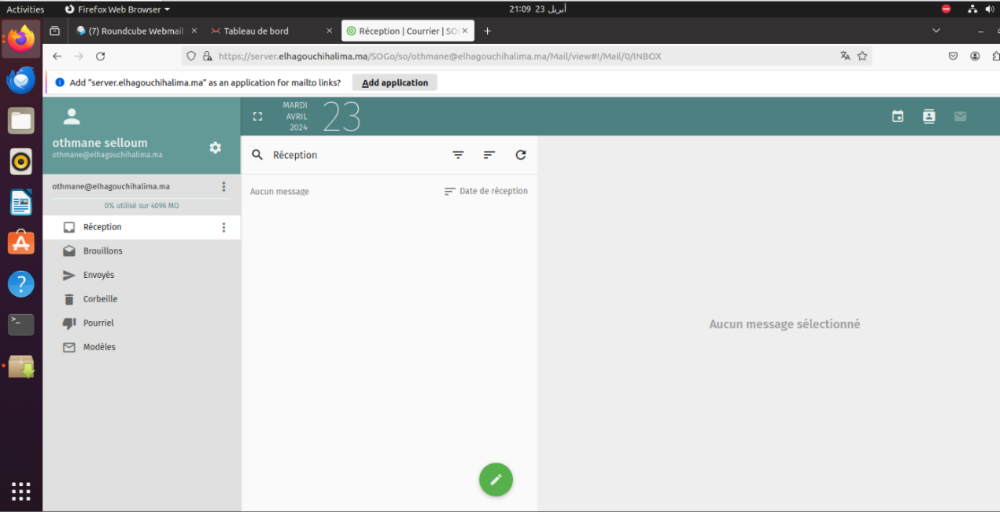 Activities
Firefox Web Browser
21:09 23 أبريل
(7) Roundcube Webmail
Tableau de bord
Réception | Courrier | SO
https://server.elhagouchihalima.ma/SOGo/so/othmane@elhagouchihalima.ma/Mail/view#!/Mail/0/INBOX
Add “server.elhagouchihalima.ma” as an application for mailto links?
Add application
othmane selloum
othmane@elhagouchihalima.ma
MARDI
AVRIL
2024
23
othmane@elhagouchihalima.ma
0% utilisé sur 4096 MO
Réception
Brouillons
Envoyés
Corbeille
Pourriel
Modèles
Réception
Aucun message
Date de réception
Aucun message sélectionné